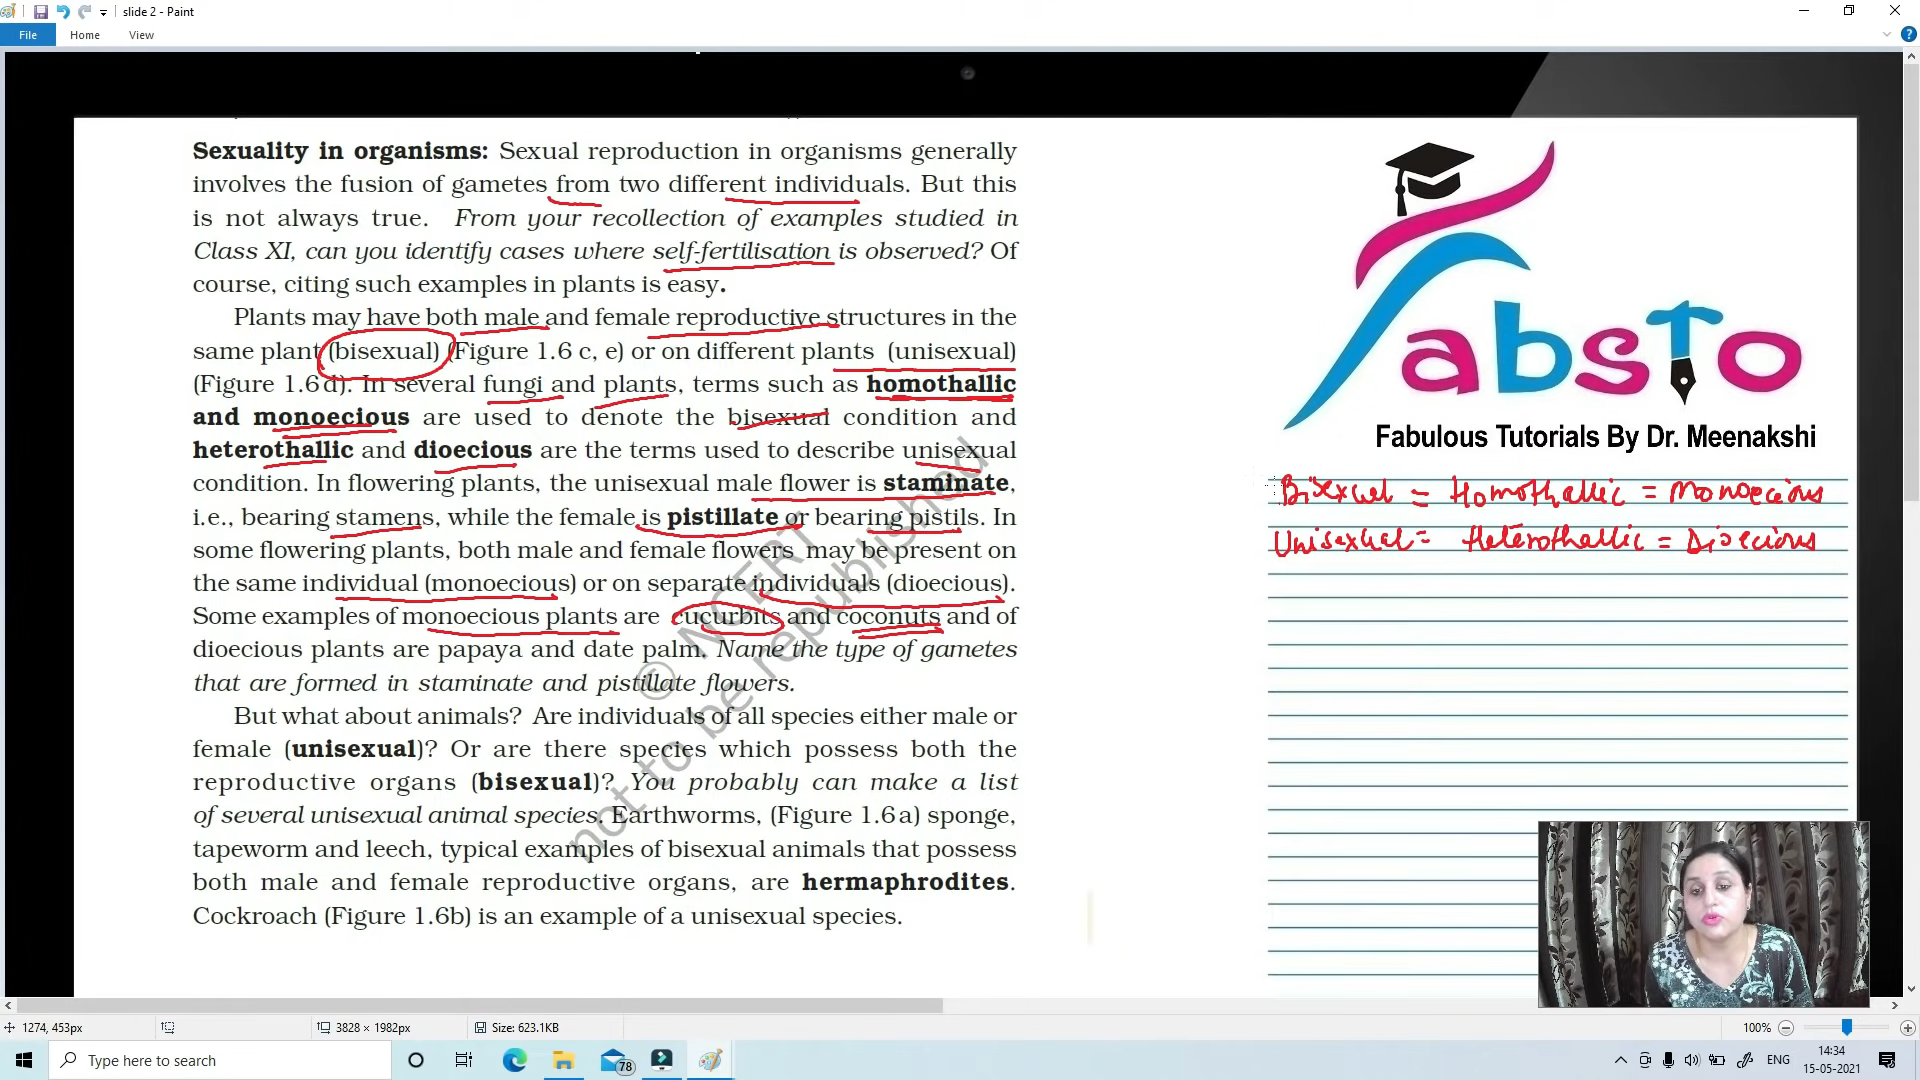 slide 2 - Paint
File Home View
Sexuality in organisms: Sexual reproduction in organisms generally
involves the fusion of gametes from two different individuals. But this
is not always true. From your recollection of examples studied in
Class XI, can you identify cases where self-fertilisation is observed? Of
course, citing such examples in plants is easy.
Plants may have both male and female reproductive structures in the
same plant (bisexual) (Figure 1.6 c, e) or on different plants (unisexual)
(Figure 1.6 d). In several fungi and plants, terms such as homothallic
and monoecious are used to denote the bisexual condition and
heterothallic and dioecious are the terms used to describe unisexual
condition. In flowering plants, the unisexual male flower is staminate,
i.e., bearing stamens, while the female is pistillate or bearing pistils. In
some flowering plants, both male and female flowers may be present on
the same individual (monoecious) or on separate individuals (dioecious).
Some examples of monoecious plants are cucurbits and coconuts and of
dioecious plants are papaya and date palm. Name the type of gametes
that are formed in staminate and pistillate flowers.
But what about animals? Are individuals of all species either male or
female (unisexual)? Or are there species which possess both the
reproductive organs (bisexual)? You probably can make a list
of several unisexual animal species. Earthworms, (Figure 1.6 a) sponge,
tapeworm and leech, typical examples of bisexual animals that possess
both male and female reproductive organs, are hermaphrodites.
Cockroach (Figure 1.6b) is an example of a unisexual species.
© NCERT
not to be republished
Fabsto
Fabulous Tutorials By Dr. Meenakshi
Bisexual = Homothallic = Monoecious
Unisexual = Heterothallic = Dioecious
1274, 453px 3828 × 1982px Size: 623.1KB 100%
Type here to search 78 ENG 14:34
15-05-2021